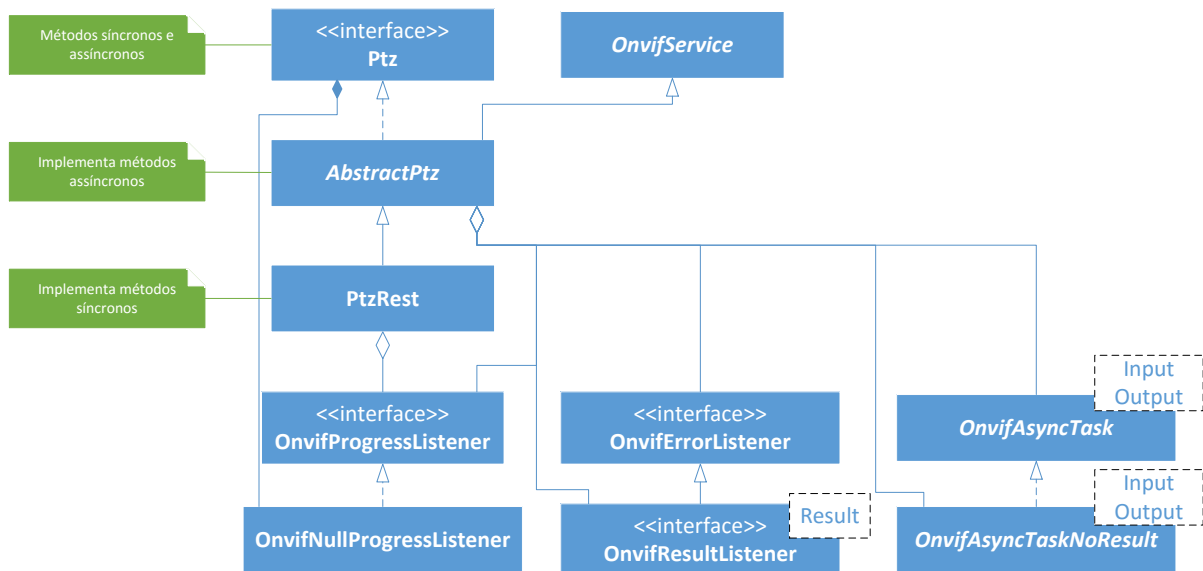 Métodos síncronos e
assíncronos
<<interface>>
Ptz
OnvifService
Implementa métodos
assíncronos
AbstractPtz
Implementa métodos
síncronos
PtzRest
<<interface>>
OnvifProgressListener
<<interface>>
OnvifErrorListener
Input
Output
OnvifAsyncTask
OnvifNullProgressListener
Result
<<interface>>
OnvifResultListener
Input
Output
OnvifAsyncTaskNoResult